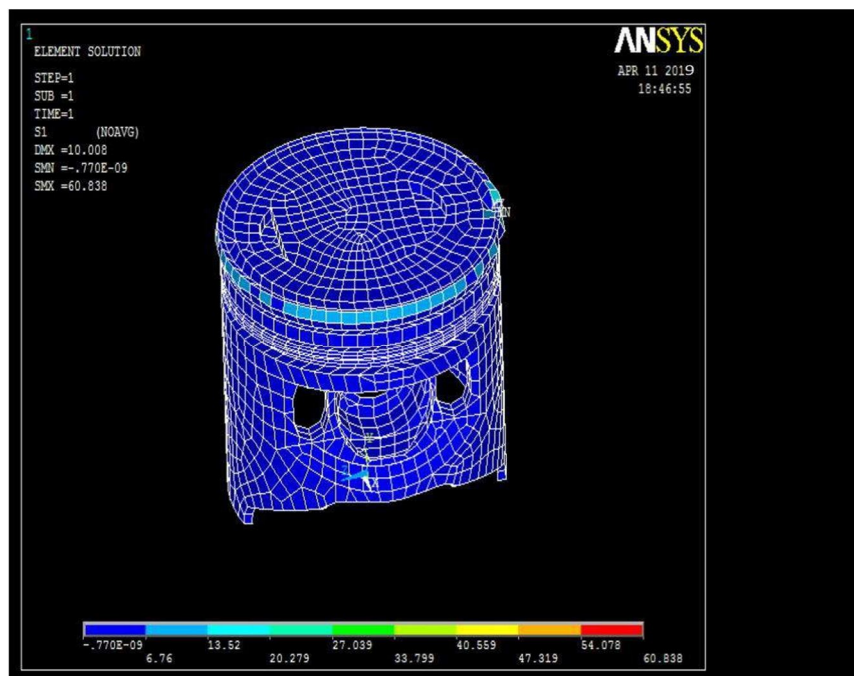 1
ELEMENT SOLUTION
STEP=1
SUB =1
TIME=1
S1 (NOAVG)
DMX =10.008
SMN =-.770E-09
SMX =60.838
ANSYS
APR 11 2019
18:46:55
-.770E-09 13.52 27.039 40.559 54.078
6.76 20.279 33.799 47.319 60.838